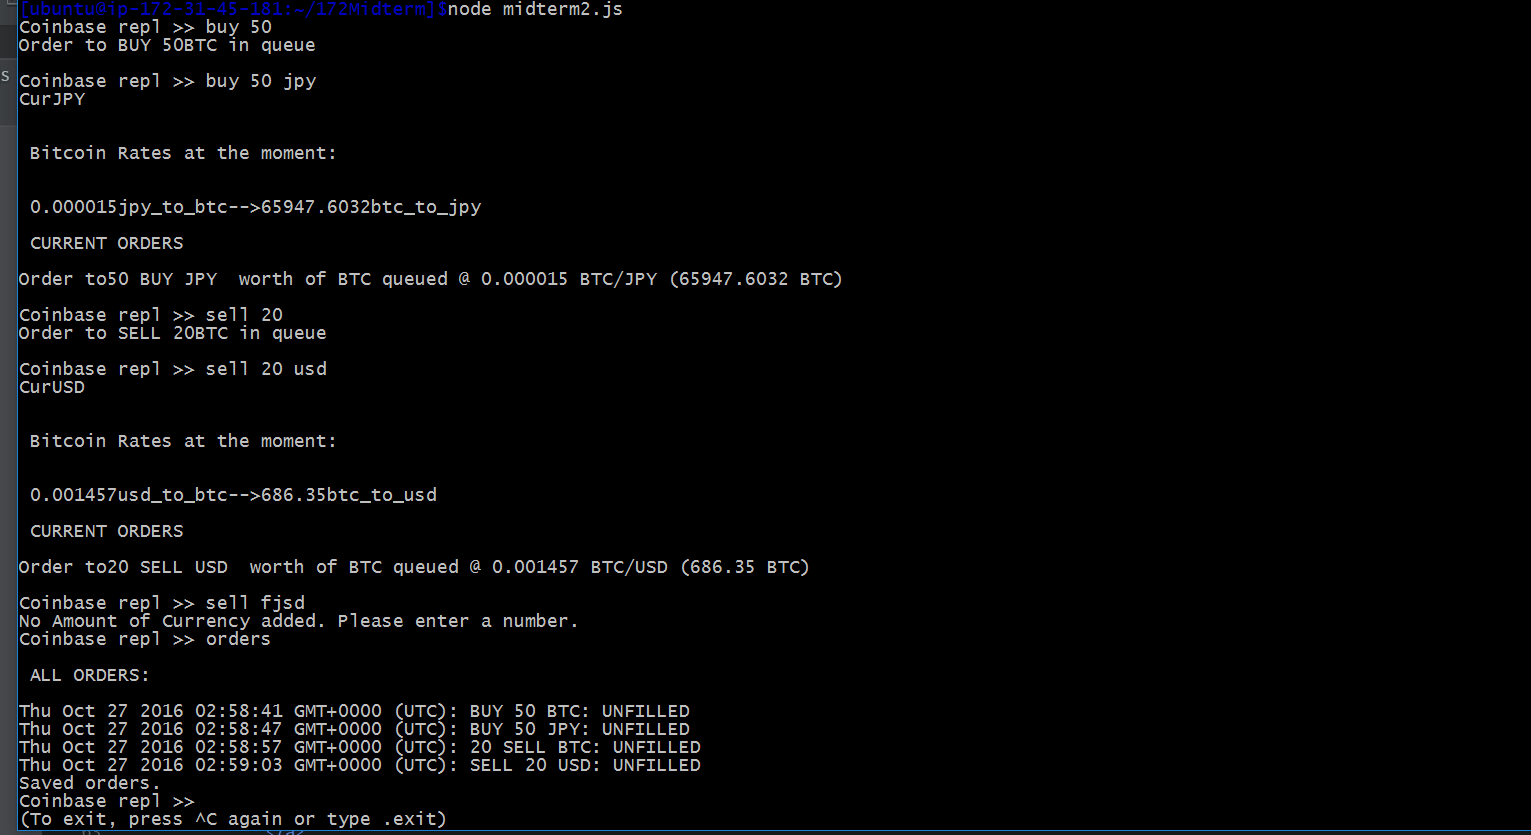 [ubuntu@ip-172-31-45-181:~/172Midterm]$node midterm2.js
Coinbase repl >> buy 50
Order to BUY 50BTC in queue
Coinbase repl >> buy 50 jpy
CurJPY
Bitcoin Rates at the moment:
0.000015jpy_to_btc-->65947.6032btc_to_jpy
CURRENT ORDERS
Order to50 BUY JPY  worth of BTC queued @ 0.000015 BTC/JPY (65947.6032 BTC)
Coinbase repl >> sell 20
Order to SELL 20BTC in queue
Coinbase repl >> sell 20 usd
CurUSD
Bitcoin Rates at the moment:
0.001457usd_to_btc-->686.35btc_to_usd
CURRENT ORDERS
Order to20 SELL USD  worth of BTC queued @ 0.001457 BTC/USD (686.35 BTC)
Coinbase repl >> sell fjsd
No Amount of Currency added. Please enter a number.
Coinbase repl >> orders
ALL ORDERS:
Thu Oct 27 2016 02:58:41 GMT+0000 (UTC): BUY 50 BTC: UNFILLED
Thu Oct 27 2016 02:58:47 GMT+0000 (UTC): BUY 50 JPY: UNFILLED
Thu Oct 27 2016 02:58:57 GMT+0000 (UTC): 20 SELL BTC: UNFILLED
Thu Oct 27 2016 02:59:03 GMT+0000 (UTC): SELL 20 USD: UNFILLED
Saved orders.
Coinbase repl >>
(To exit, press ^C again or type .exit)